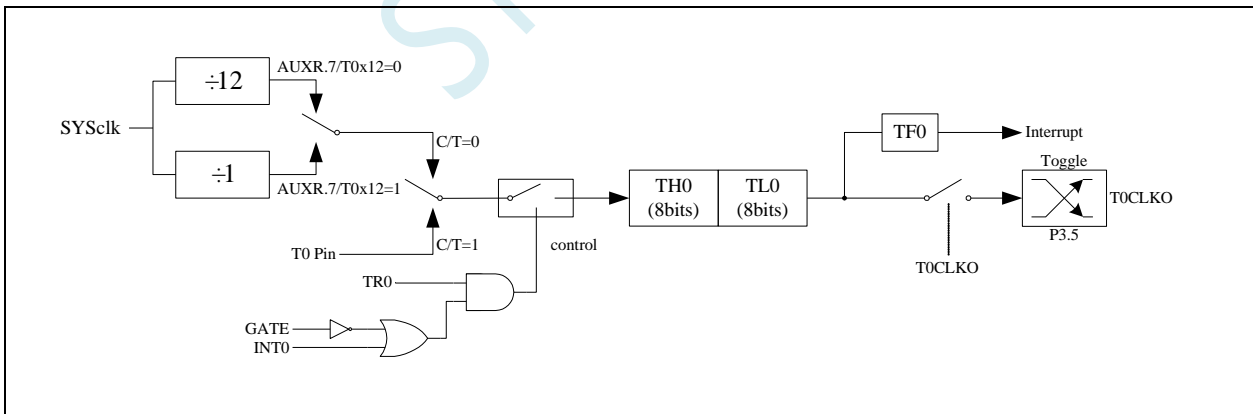 AUXR.7/T0x12=0
÷12
SYSclk
÷1
AUXR.7/T0x12=1
C/T=0
C/T=1
T0 Pin
control
TR0
GATE
INT0
TH0
(8bits)
TL0
(8bits)
TF0
Interrupt
Toggle
T0CLKO
P3.5
T0CLKO